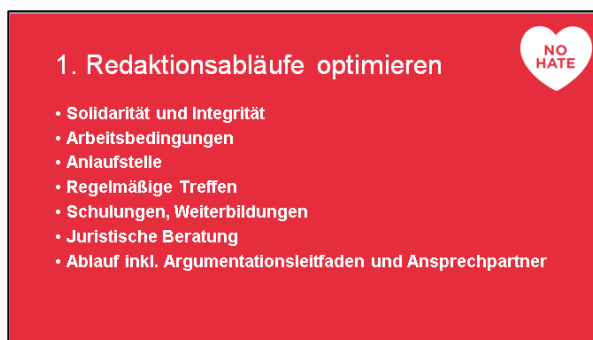 1. Redaktionsabläufe optimieren
NO
HATE
• Solidarität und Integrität
• Arbeitsbedingungen
• Anlaufstelle
• Regelmäßige Treffen
• Schulungen, Weiterbildungen
• Juristische Beratung
• Ablauf inkl. Argumentationsleitfaden und Ansprechpartner